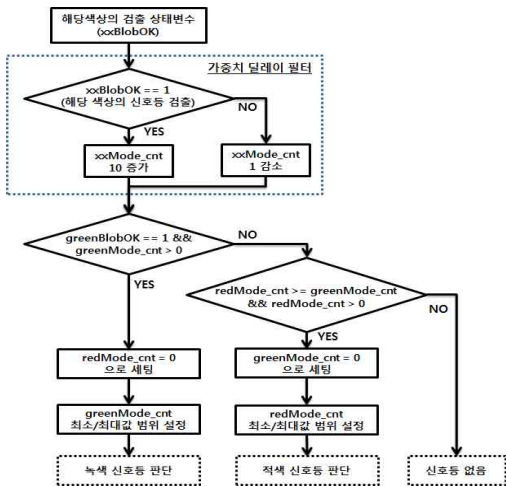 해당색상의 검출 상태변수
(xxBlobOK)
가중치 딜레이 필터
xxBlobOK == 1
(해당 색상의 신호등 검출)
NO
YES
xxMode_cnt
10 증가
xxMode_cnt
1 감소
greenBlobOK == 1 &&
greenMode_cnt > 0
NO
YES
redMode_cnt >= greenMode_cnt
&& redMode_cnt > 0
NO
YES
redMode_cnt = 0
으로 세팅
greenMode_cnt = 0
으로 세팅
greenMode_cnt
최소/최대값 범위 설정
redMode_cnt
최소/최대값 범위 설정
녹색 신호등 판단
적색 신호등 판단
신호등 없음